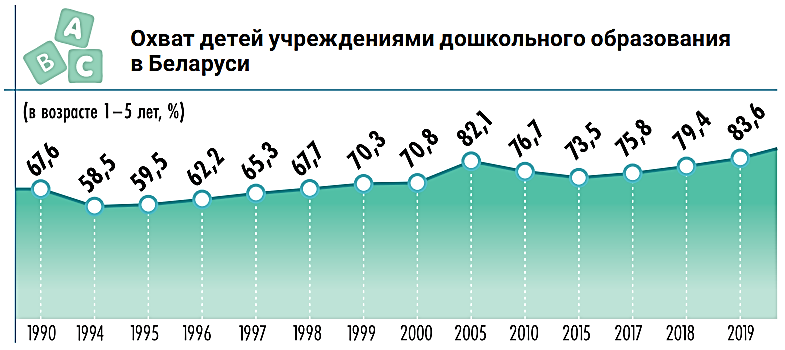 A
B C
Охват детей учреждениями дошкольного образования
в Беларуси
(в возрасте 1–5 лет, %)
67,6 58,5 59,5 62,2 65,3 67,7 70,3 70,8 82,1 76,7 73,5 75,8 79,4 83,6
1990 1994 1995 1996 1997 1998 1999 2000 2005 2010 2015 2017 2018 2019